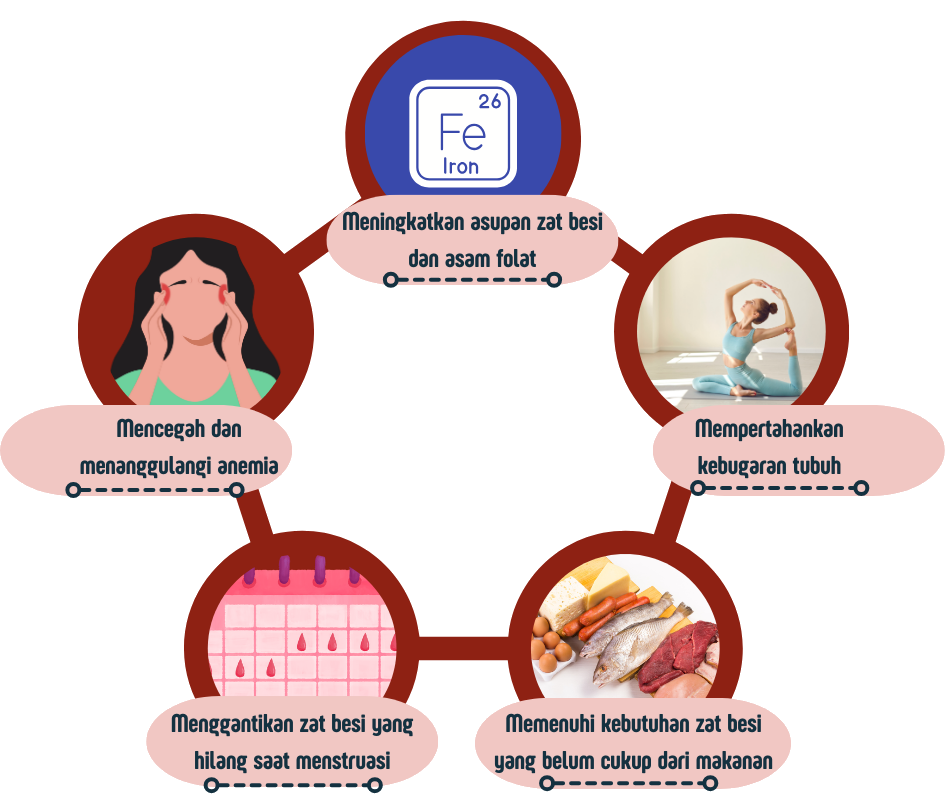 26
Fe
Iron
Meningkatkan asupan zat besi
dan asam folat
Mencegah dan
menanggulangi anemia
Mempertahankan
kebugaran tubuh
Menggantikan zat besi yang
hilang saat menstruasi
Memenuhi kebutuhan zat besi
yang belum cukup dari makanan